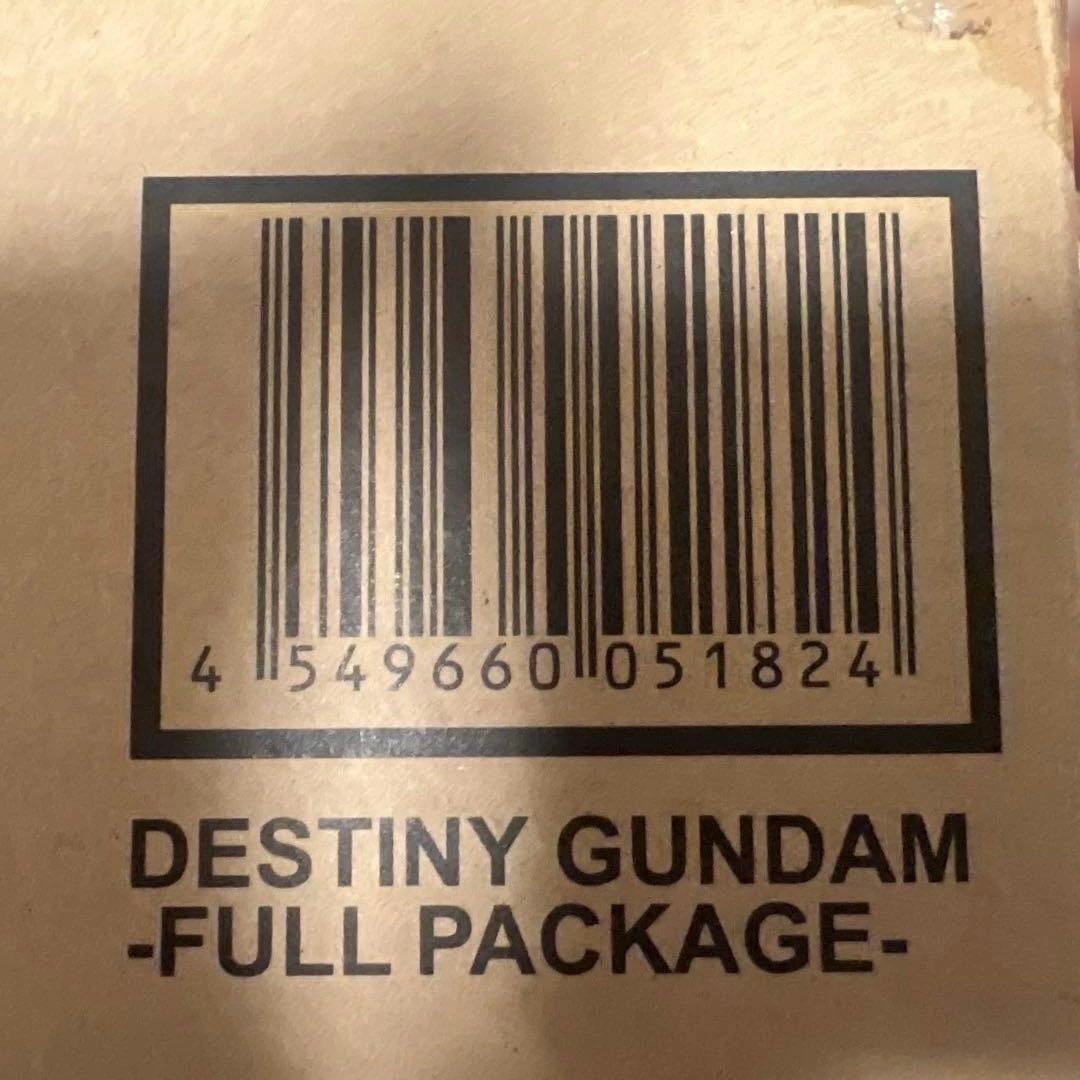 4 549660 051824
DESTINY GUNDAM
-FULL PACKAGE-